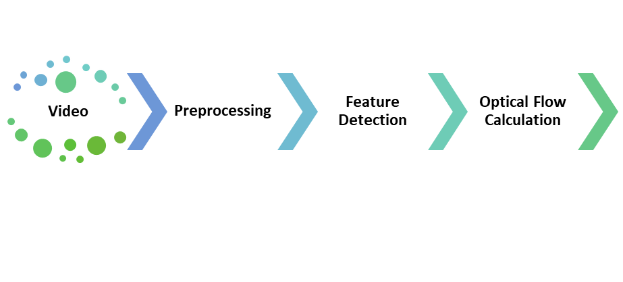 Video
Preprocessing
Feature
Detection
Optical Flow
Calculation